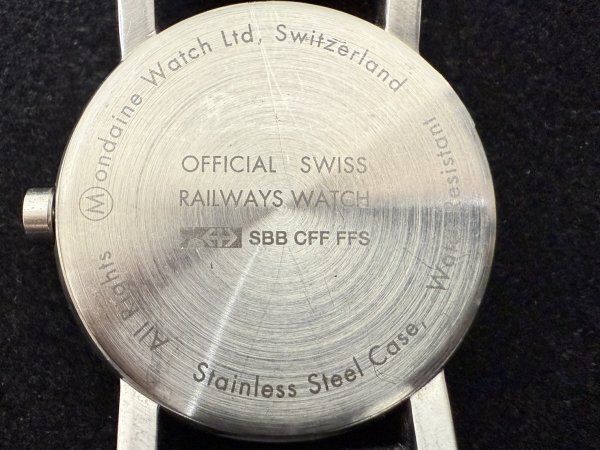 Mondaine Watch Ltd, Switzerland
OFFICIAL SWISS
RAILWAYS WATCH
SBB CFF FFS
All Rights
Stainless Steel Case, Water Resistant